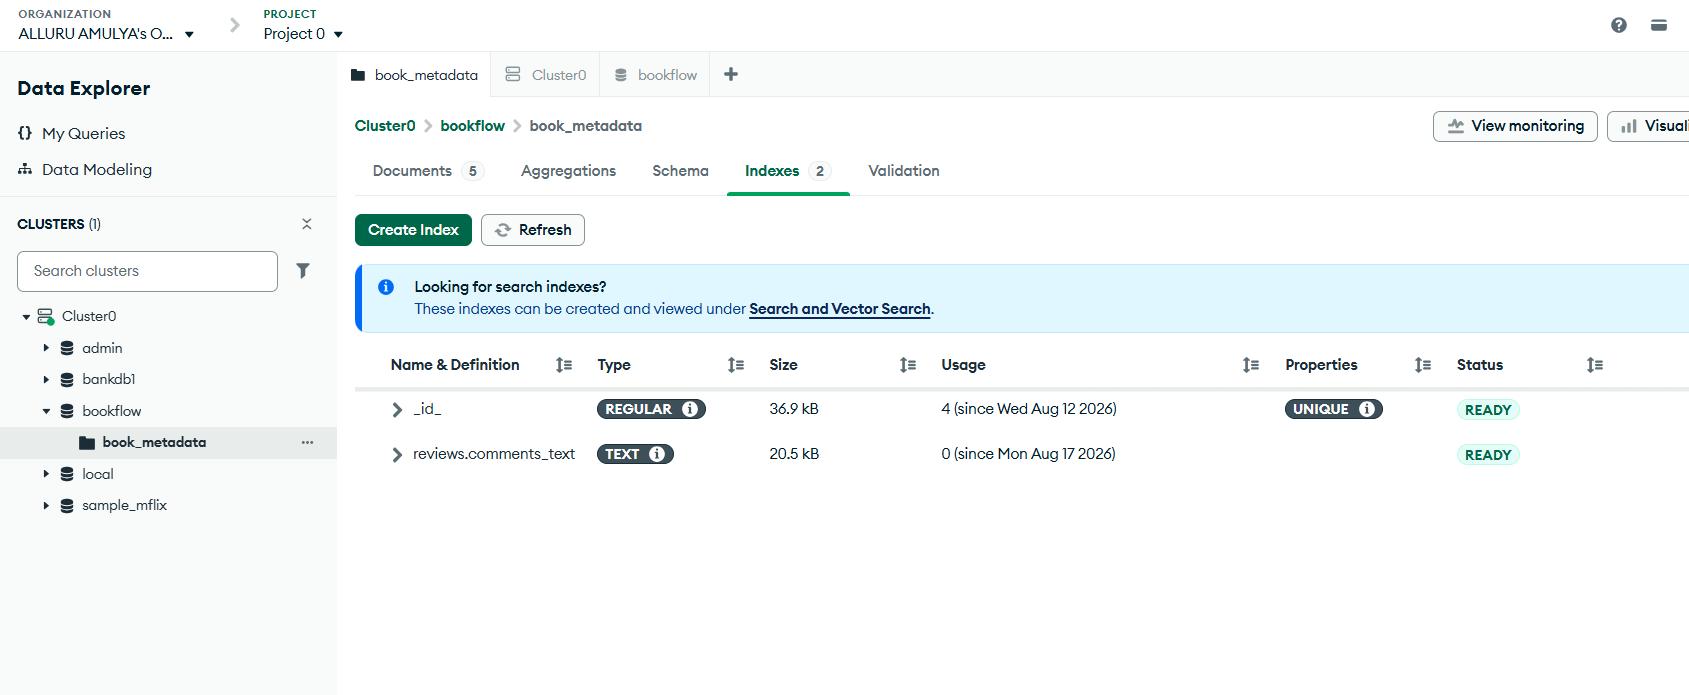 ORGANIZATION
ALLURU AMULYA's O...
PROJECT
Project 0
Data Explorer
My Queries
Data Modeling
CLUSTERS (1)
Search clusters
Cluster0
admin
bankdb1
bookflow
book_metadata
local
sample_mflix
book_metadata
Cluster0
bookflow
Cluster0 bookflow book_metadata
View monitoring
Visuali
Documents 5 Aggregations Schema Indexes 2 Validation
Create Index
Refresh
Looking for search indexes?
These indexes can be created and viewed under Search and Vector Search.
Name & Definition Type Size Usage Properties Status
_id_ REGULAR 36.9 kB 4 (since Wed Aug 12 2026) UNIQUE READY
reviews.comments_text TEXT 20.5 kB 0 (since Mon Aug 17 2026) READY